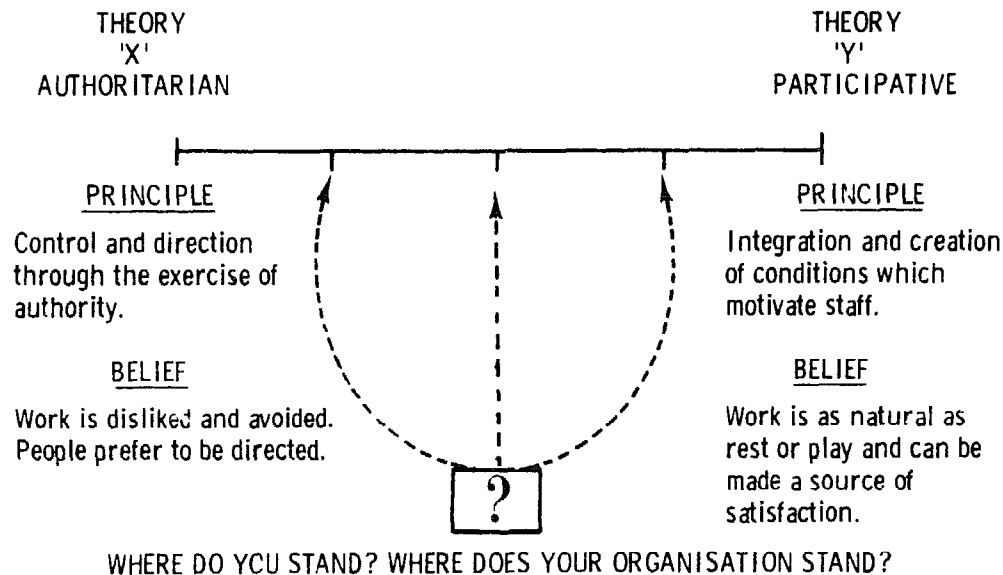 THEORY
'X'
AUTHORITARIAN
THEORY
'Y'
PARTICIPATIVE
PRINCIPLE
Control and direction
through the exercise of
authority.
BELIEF
Work is disliked and avoided.
People prefer to be directed.
PRINCIPLE
Integration and creation
of conditions which
motivate staff.
BELIEF
Work is as natural as
rest or play and can be
made a source of
satisfaction.
?
WHERE DO YOU STAND? WHERE DOES YOUR ORGANISATION STAND?